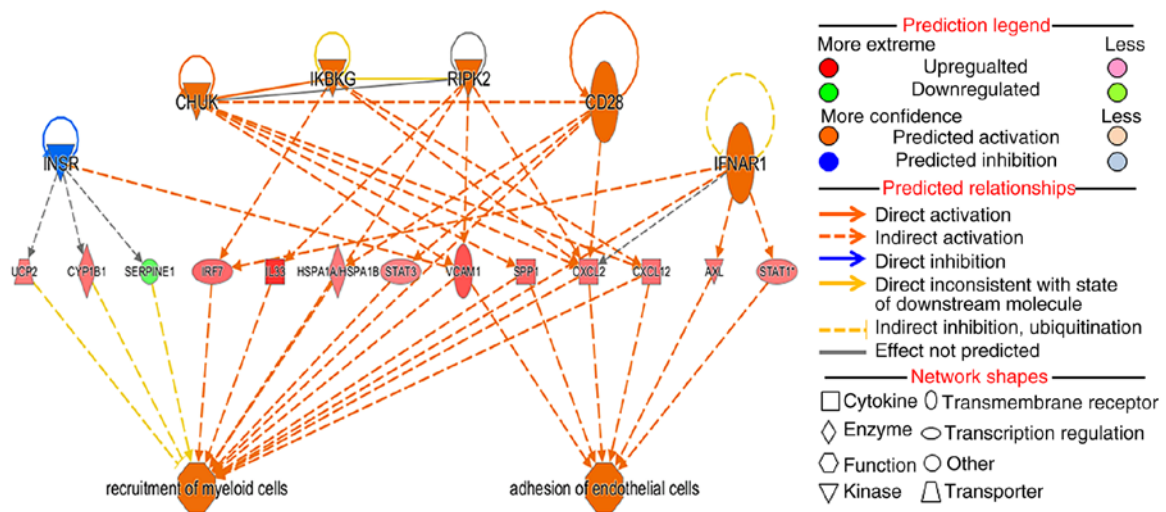 IKBKG
RIPK2
CHUK
CD28
INSR
IFNAR1
UCP2
CYP1B1
SERPINE1
IRF7
IL33
HSPA1A/HSPA1B
STAT3
VCAM1
SPP1
CXCL2
CXCL12
AXL
STAT1*
recruitment of myeloid cells
adhesion of endothelial cells
Prediction legend
More extreme Less
Upregualted
Downregulated
More confidence Less
Predicted activation
Predicted inhibition
Predicted relationships
Direct activation
Indirect activation
Direct inhibition
Direct inconsistent with state
of downstream molecule
Indirect inhibition, ubiquitination
Effect not predicted
Network shapes
Cytokine Transmembrane receptor
Enzyme Transcription regulation
Function Other
Kinase Transporter